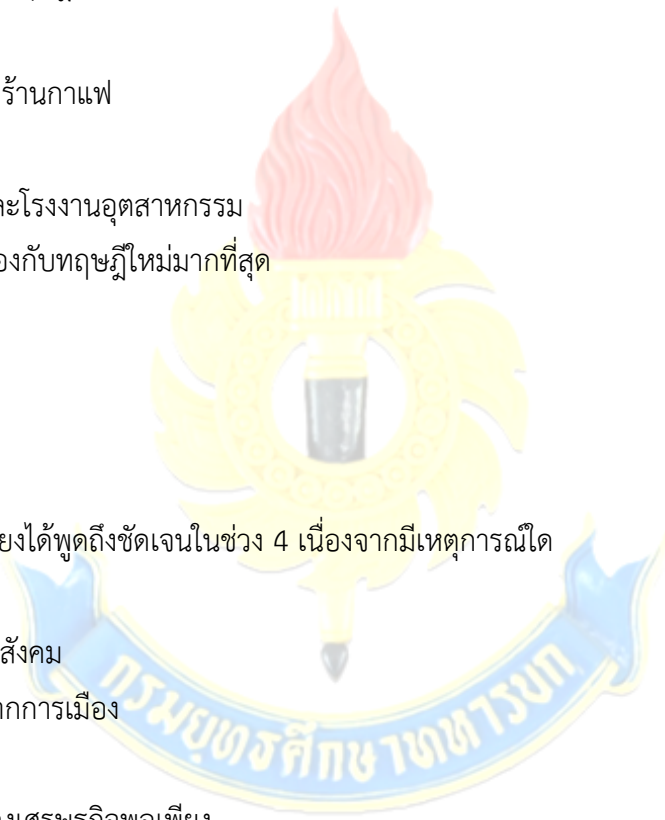 ร้านกาแฟ
ะโรงงานอุตสาหกรรม
องกับทฤษฎีใหม่มากที่สุด
ยงได้พูดถึงชัดเจนในช่วง 4 เนื่องจากมีเหตุการณ์ใด
สังคม
ากการเมือง
กรมยุทธศึกษาทหารบก